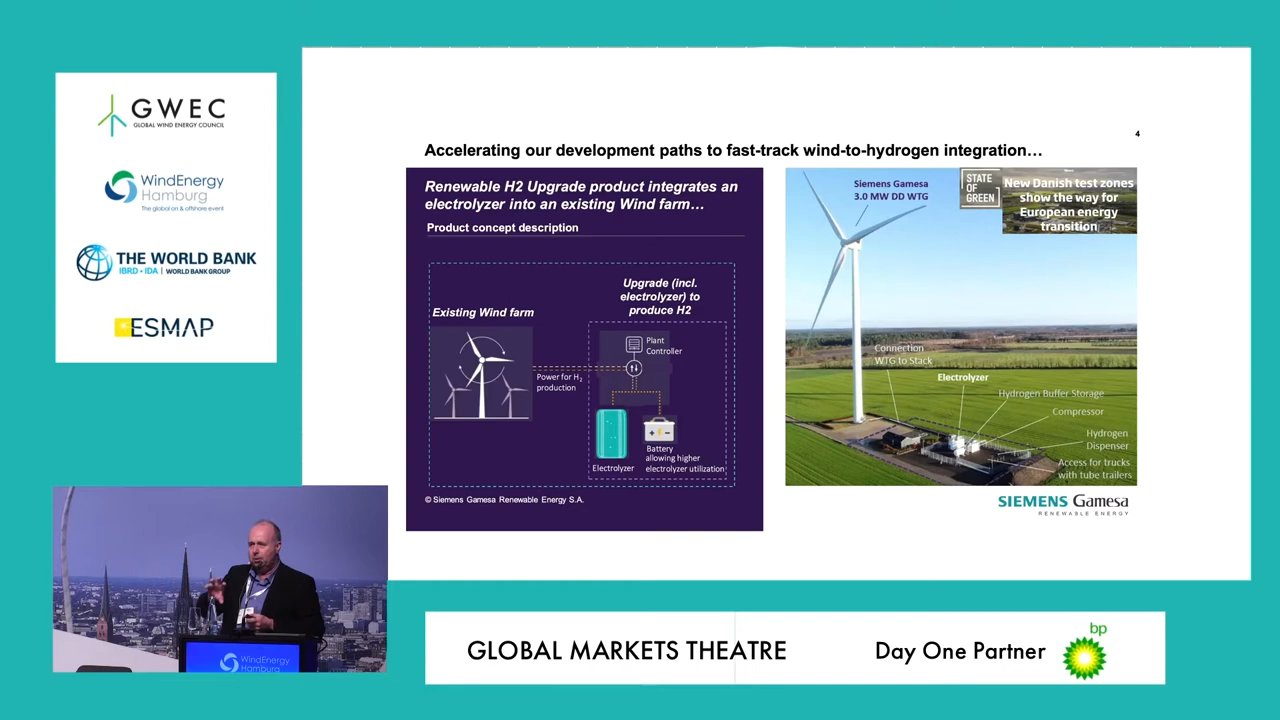 GWEC
GLOBAL WIND ENERGY COUNCIL
WindEnergy
Hamburg
The global on & offshore event
THE WORLD BANK
IBRD • IDA | WORLD BANK GROUP
ESMAP
4
Accelerating our development paths to fast-track wind-to-hydrogen integration…
Renewable H2 Upgrade product integrates an
electrolyzer into an existing Wind farm…
Product concept description
Existing Wind farm
Upgrade (incl.
electrolyzer) to
produce H2
Plant
Controller
Power for H₂
production
Electrolyzer
Battery
allowing higher
electrolyzer utilization
© Siemens Gamesa Renewable Energy S.A.
Siemens Gamesa
3.0 MW DD WTG
STATE
OF
GREEN
New Danish test zones
show the way for
European energy
transition
Connection
WTG to Stack
Electrolyzer
Hydrogen Buffer Storage
Compressor
Hydrogen
Dispenser
Access for trucks
with tube trailers
SIEMENS Gamesa
RENEWABLE ENERGY
WindEnergy
Hamburg
GLOBAL MARKETS THEATRE
Day One Partner
bp